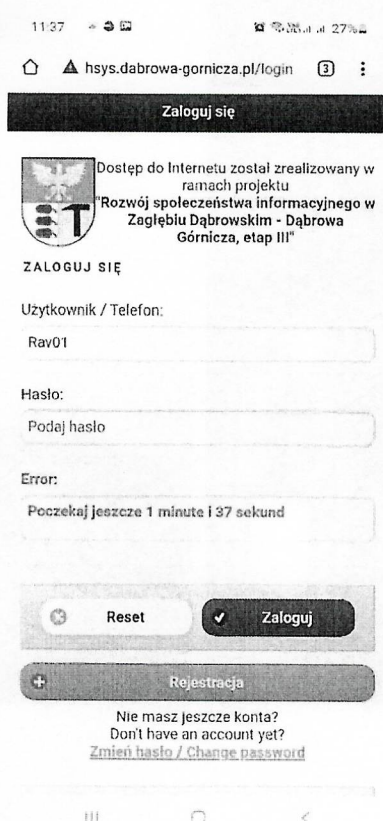 11:37
27%
hsys.dabrowa-gornicza.pl/login
3
Zaloguj się
Dostęp do Internetu został zrealizowany w
ramach projektu
"Rozwój społeczeństwa informacyjnego w
Zagłębiu Dąbrowskim - Dąbrowa
Górnicza, etap III"
ZALOGUJ SIĘ
Użytkownik / Telefon:
Rav01
Hasło:
Podaj hasło
Error:
Poczekaj jeszcze 1 minute i 37 sekund
Reset
Zaloguj
Rejestracja
Nie masz jeszcze konta?
Don't have an account yet?
Zmień hasło / Change password